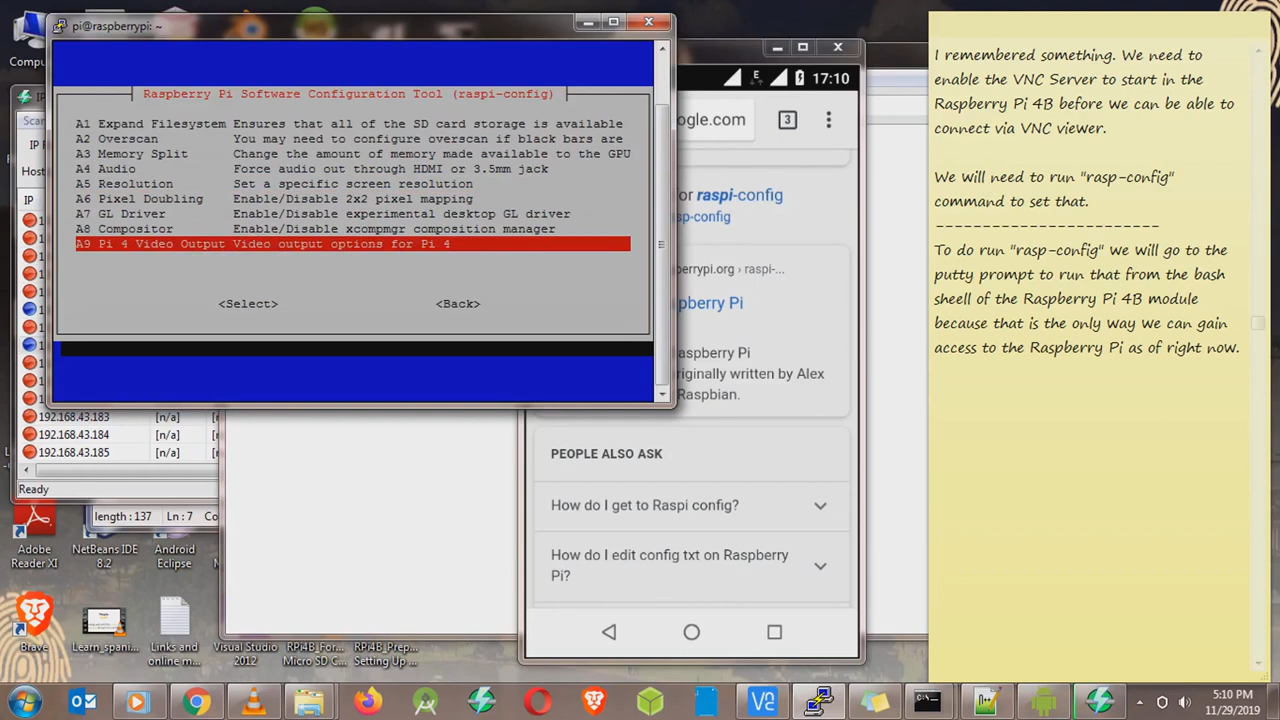 Compu
pi@raspberrypi: ~
Raspberry Pi Software Configuration Tool (raspi-config)
A1 Expand Filesystem Ensures that all of the SD card storage is available
A2 Overscan You may need to configure overscan if black bars are
A3 Memory Split Change the amount of memory made available to the GPU
A4 Audio Force audio out through HDMI or 3.5mm jack
A5 Resolution Set a specific screen resolution
A6 Pixel Doubling Enable/Disable 2x2 pixel mapping
A7 GL Driver Enable/Disable experimental desktop GL driver
A8 Compositor Enable/Disable xcompmgr composition manager
A9 Pi 4 Video Output Video output options for Pi 4
<Select> <Back>
IP
Scan
IP R
Host
IP
192.168.43.183 [n/a]
192.168.43.184 [n/a]
192.168.43.185 [n/a]
Ready
length : 137 Ln : 7 Co
E 17:10
ogle.com 3
or raspi-config
sp-config
berrypi.org › raspi-...
pberry Pi
aspberry Pi
riginally written by Alex
Raspbian.
PEOPLE ALSO ASK
How do I get to Raspi config?
How do I edit config txt on Raspberry
Pi?
I remembered something. We need to
enable the VNC Server to start in the
Raspberry Pi 4B before we can be able to
connect via VNC viewer.
We will need to run "rasp-config"
command to set that.
------------------------
To do run "rasp-config" we will go to the
putty prompt to run that from the bash
sheell of the Raspberry Pi 4B module
because that is the only way we can gain
access to the Raspberry Pi as of right now.
Adobe
Reader XI
NetBeans IDE
8.2
Android
Eclipse
Brave
Learn_spani...
Links and
online m...
Visual Studio
2012
RPi4B_For...
Micro SD C...
RPi4B_Prep...
Setting Up ...
5:10 PM
11/29/2019